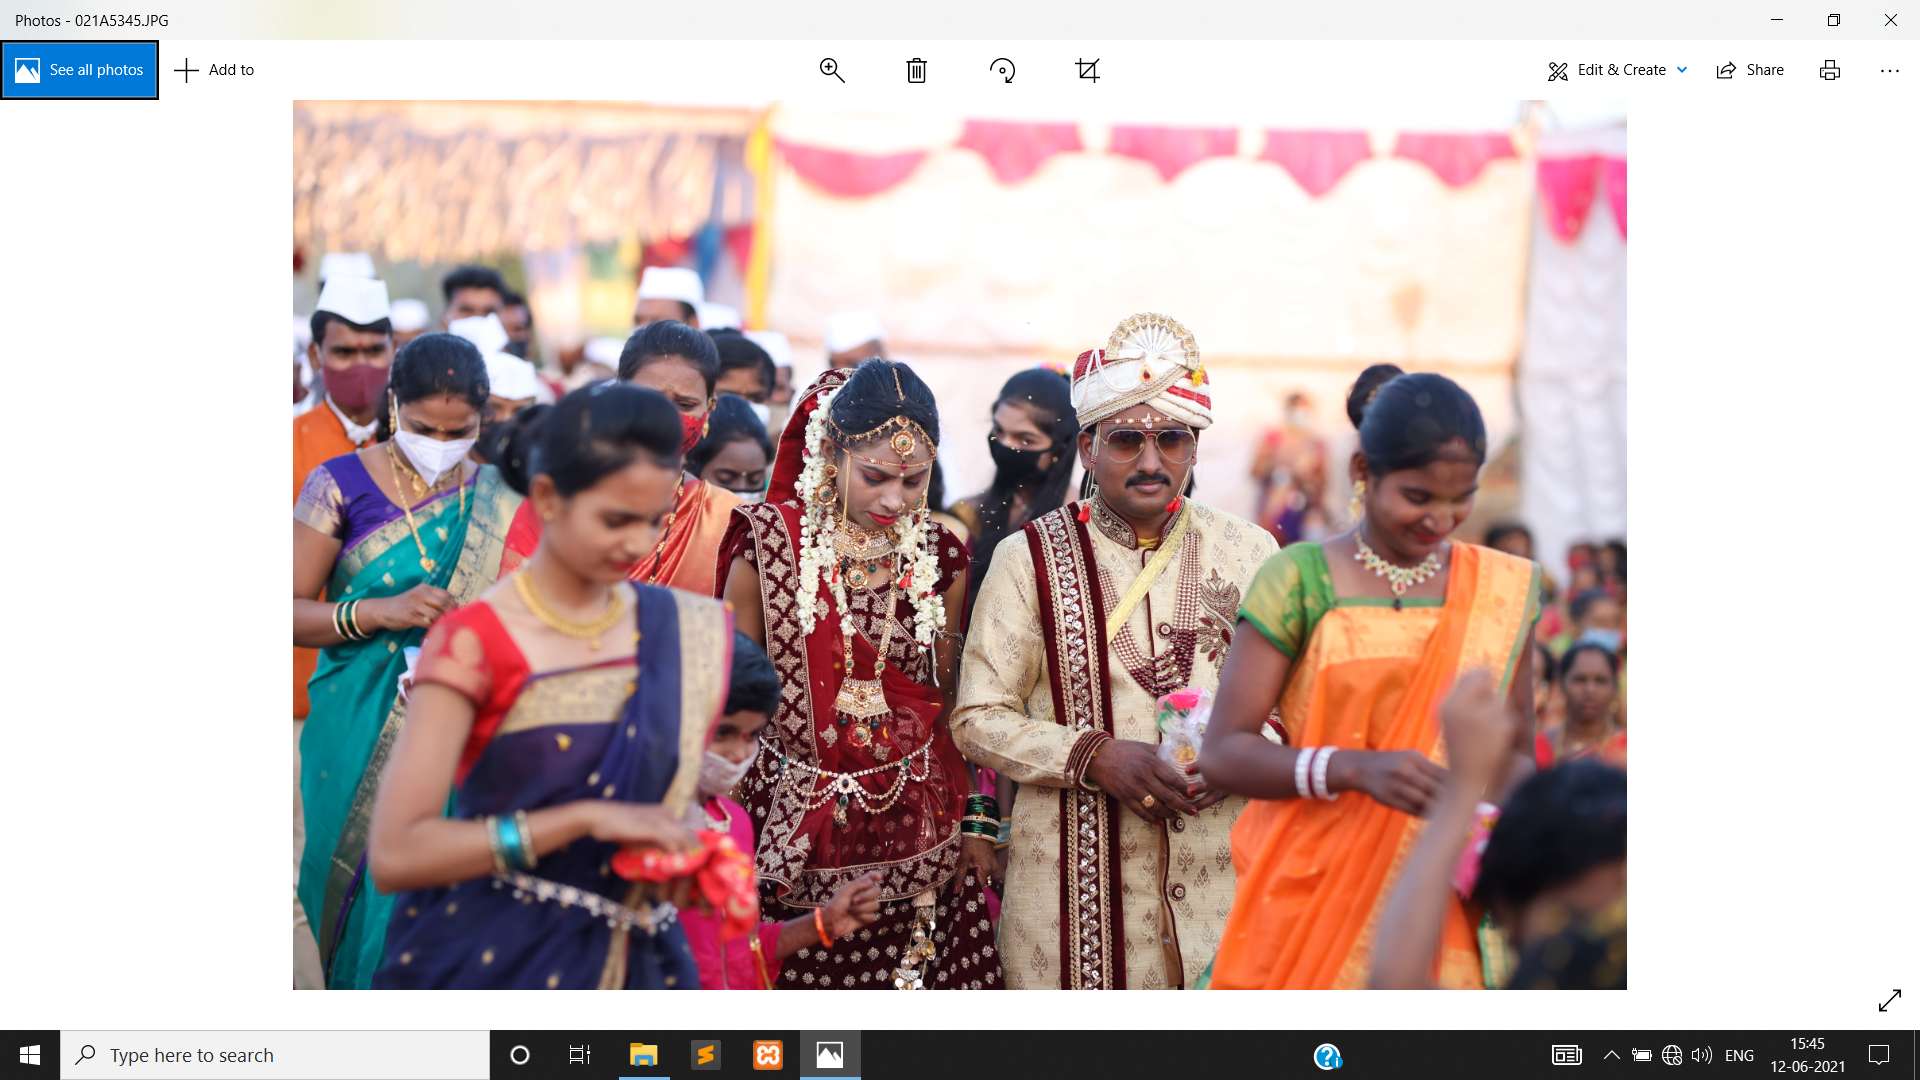 Photos - 021A5345.JPG
See all photos
Add to
Edit & Create
Share
Type here to search
ENG
15:45
12-06-2021